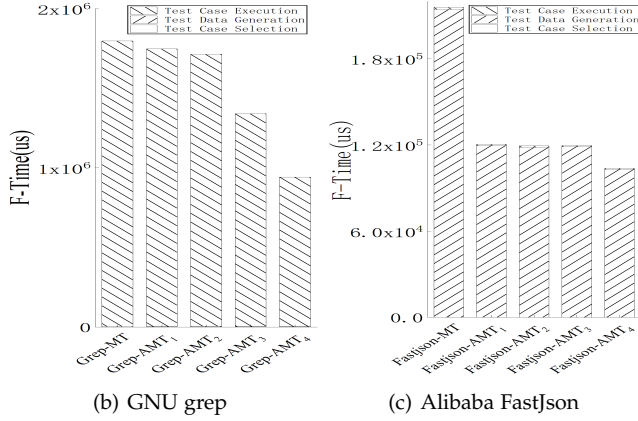 2x10⁶
1x10⁶
0
F-Time(us)
Test Case Execution
Test Data Generation
Test Case Selection
Grep-MT
Grep-AMT₁
Grep-AMT₂
Grep-AMT₃
Grep-AMT₄
(b) GNU grep
1.8x10⁵
1.2x10⁵
6.0x10⁴
0.0
F-Time(us)
Test Case Execution
Test Data Generation
Test Case Selection
Fastjson-MT
Fastjson-AMT₁
Fastjson-AMT₂
Fastjson-AMT₃
Fastjson-AMT₄
(c) Alibaba FastJson